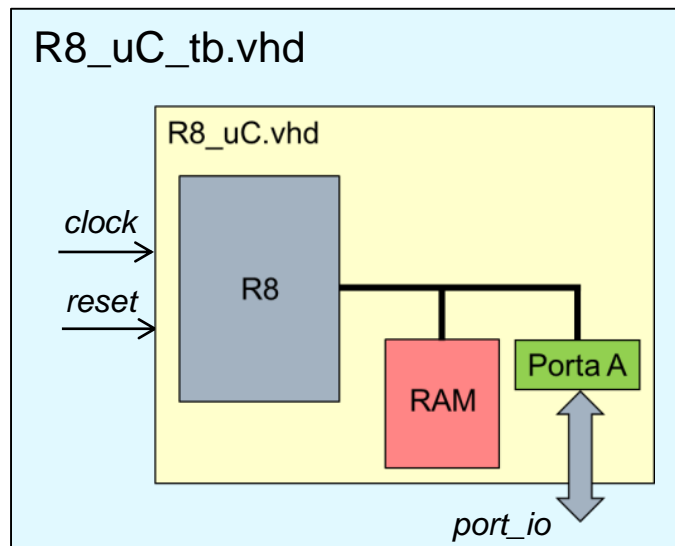 R8_uC_tb.vhd
R8_uC.vhd
clock
R8
reset
Porta A
RAM
port_io